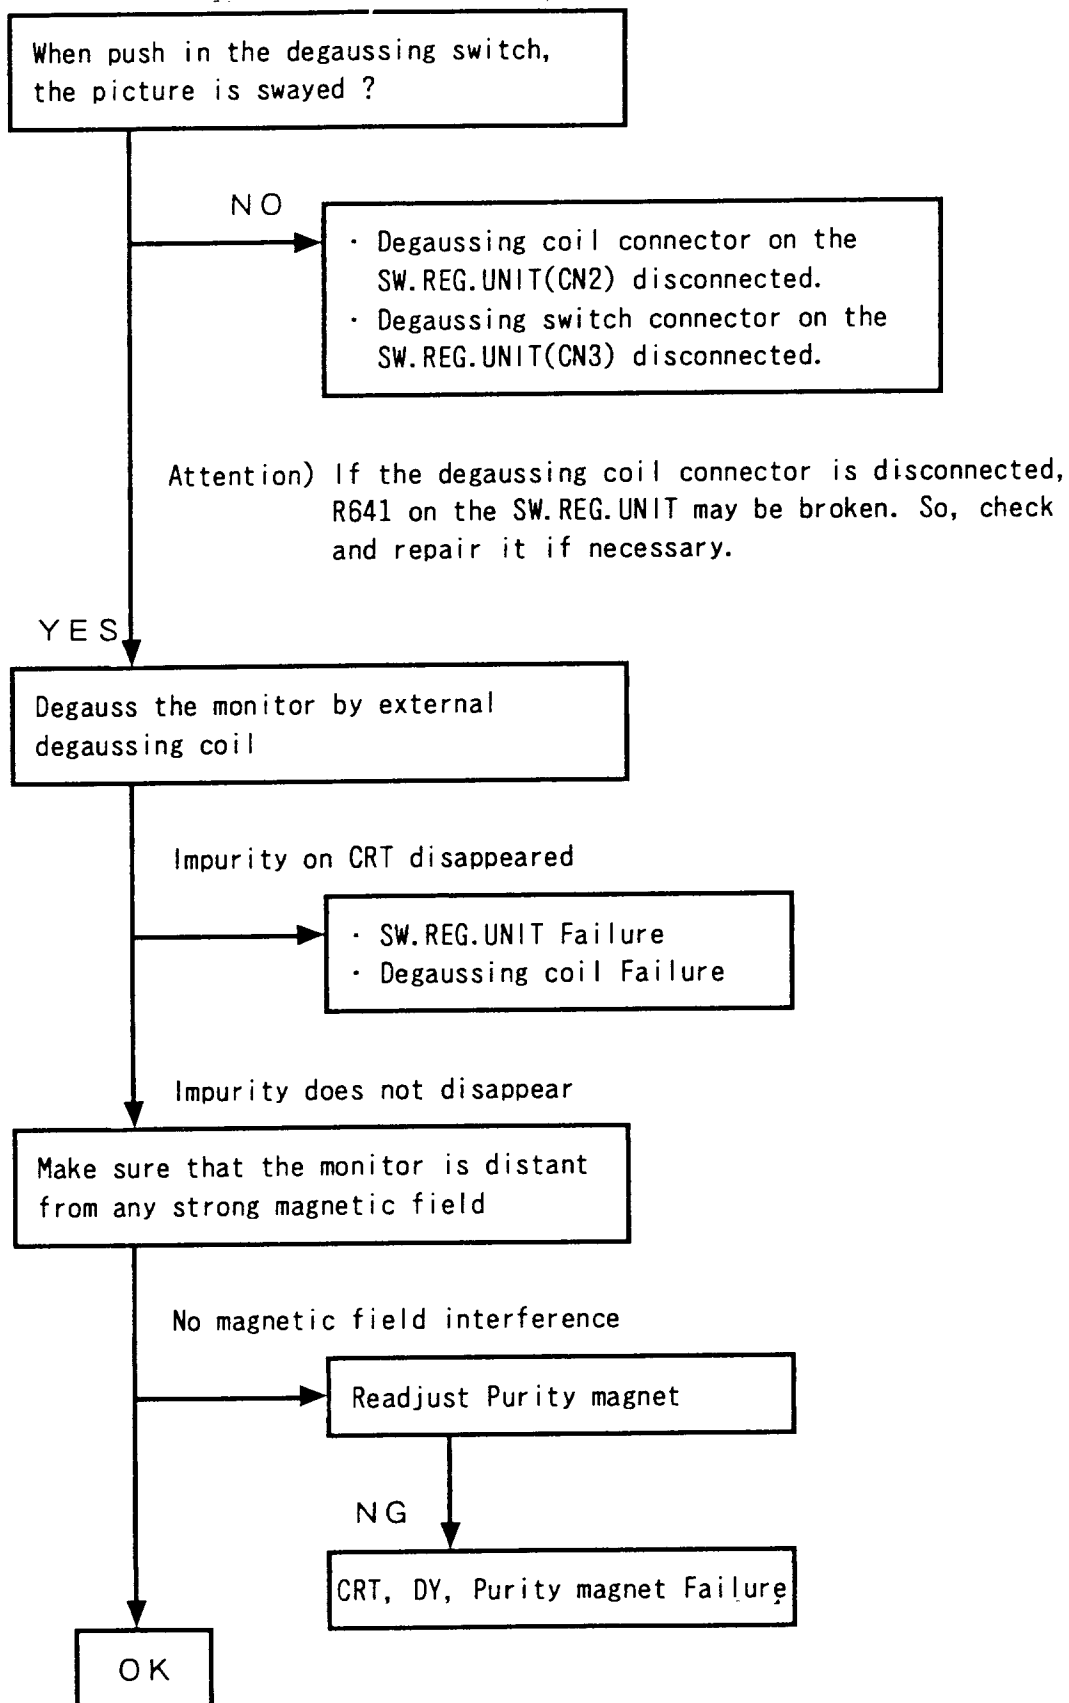 When push in the degaussing switch,
the picture is swayed ?
NO
· Degaussing coil connector on the
SW.REG.UNIT(CN2) disconnected.
· Degaussing switch connector on the
SW.REG.UNIT(CN3) disconnected.
Attention) If the degaussing coil connector is disconnected,
R641 on the SW.REG.UNIT may be broken. So, check
and repair it if necessary.
YES
Degauss the monitor by external
degaussing coil
Impurity on CRT disappeared
· SW.REG.UNIT Failure
· Degaussing coil Failure
Impurity does not disappear
Make sure that the monitor is distant
from any strong magnetic field
No magnetic field interference
Readjust Purity magnet
NG
CRT, DY, Purity magnet Failure
OK